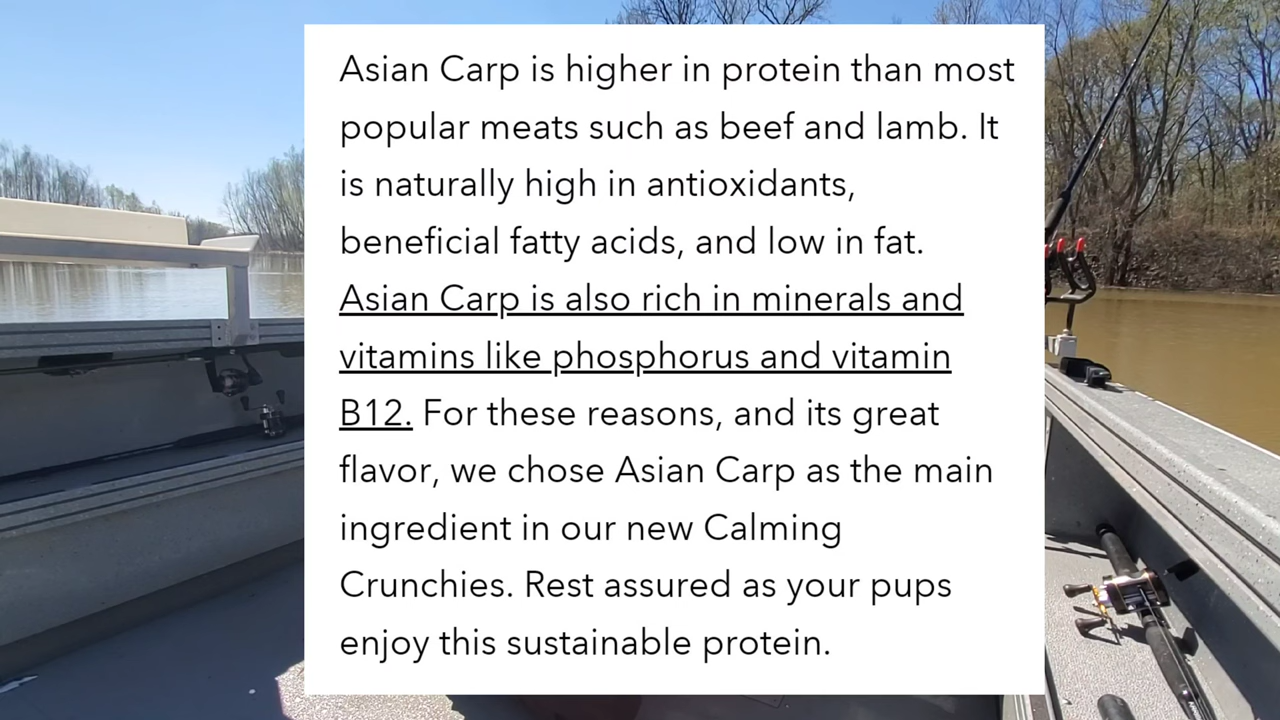 Asian Carp is higher in protein than most
popular meats such as beef and lamb. It
is naturally high in antioxidants,
beneficial fatty acids, and low in fat.
Asian Carp is also rich in minerals and
vitamins like phosphorus and vitamin
B12. For these reasons, and its great
flavor, we chose Asian Carp as the main
ingredient in our new Calming
Crunchies. Rest assured as your pups
enjoy this sustainable protein.